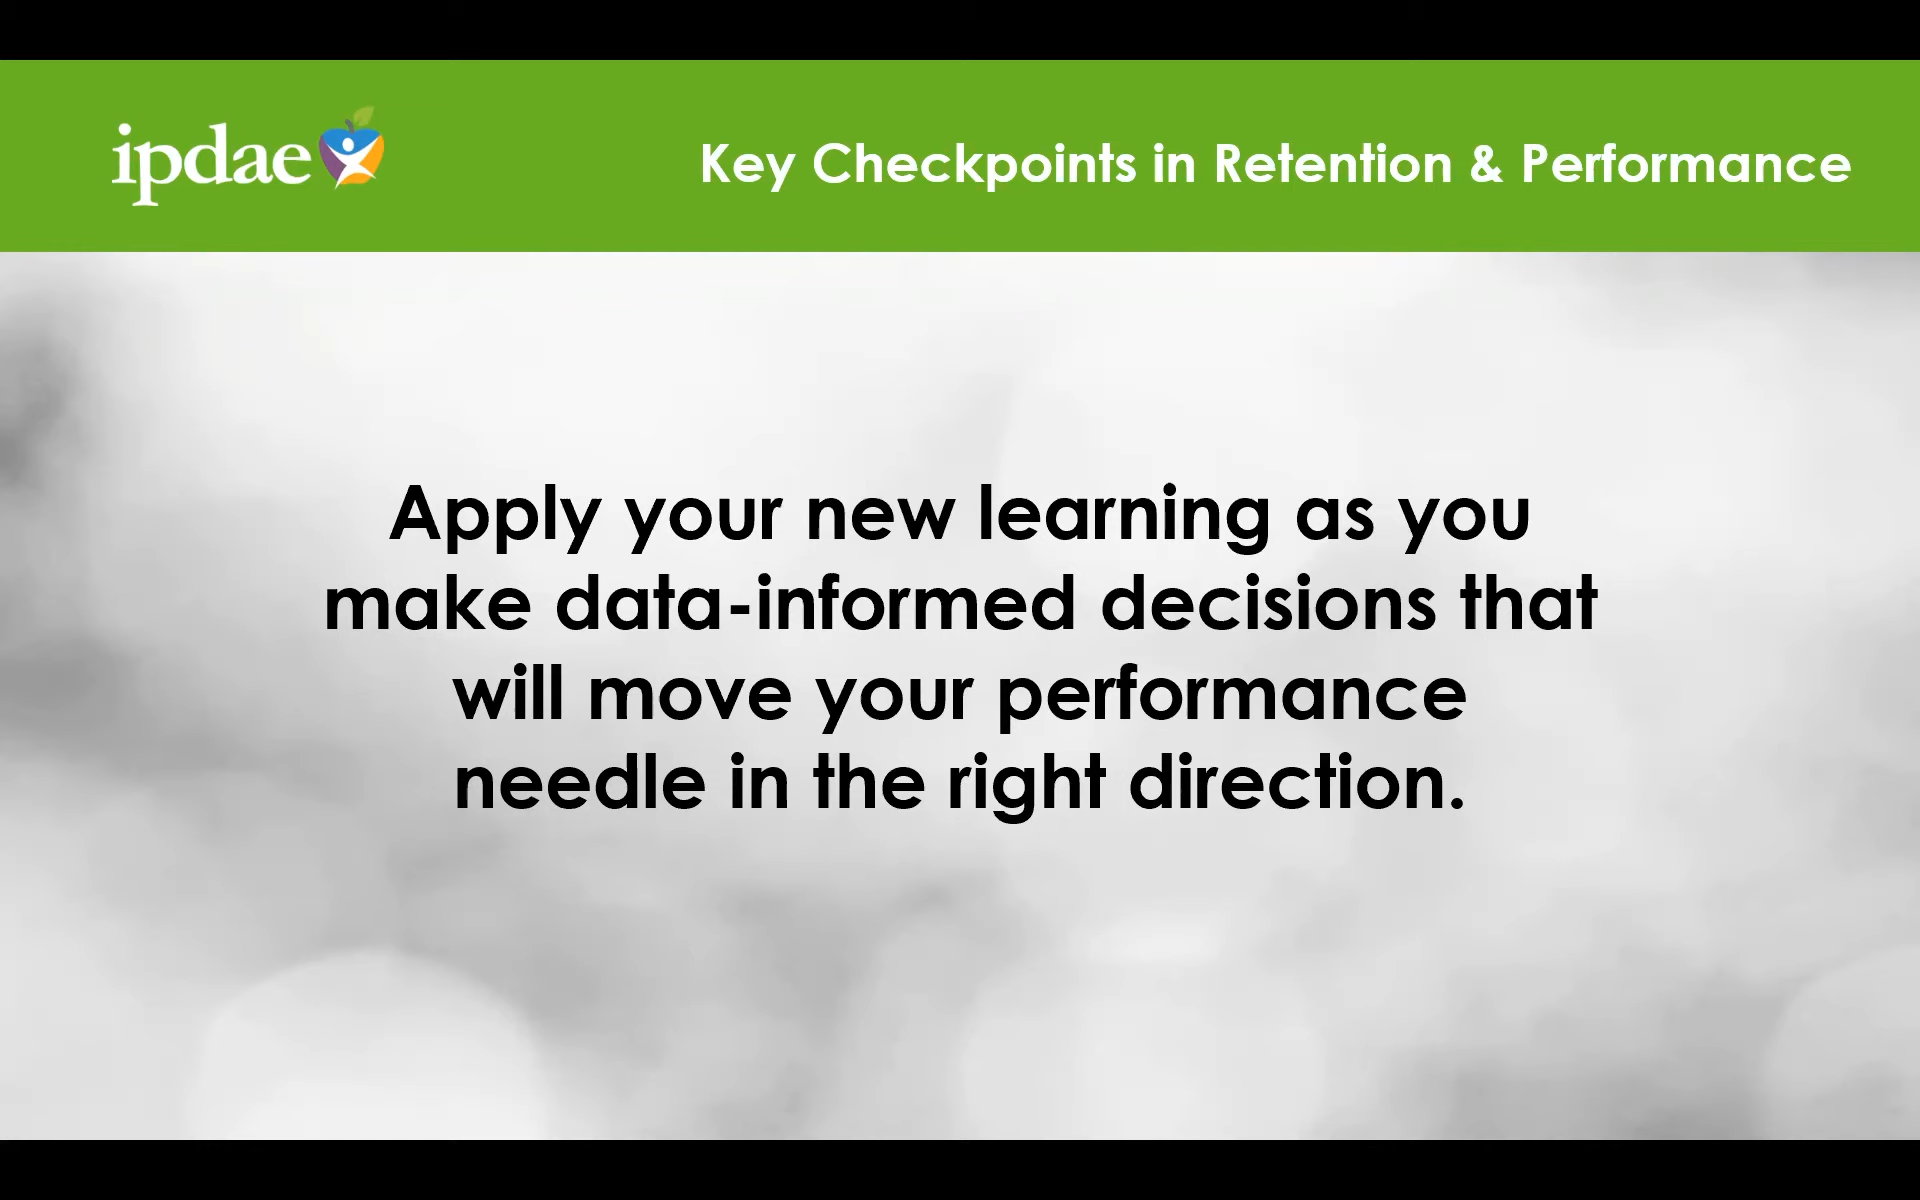 ipdae
Key Checkpoints in Retention & Performance
Apply your new learning as you
make data-informed decisions that
will move your performance
needle in the right direction.